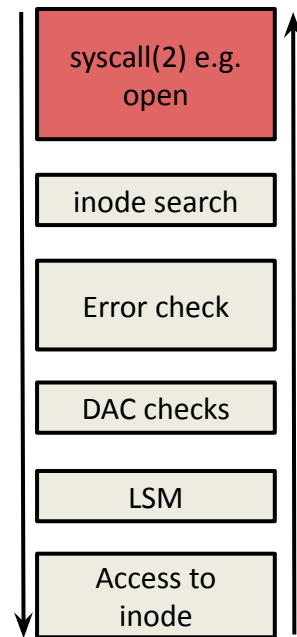 syscall(2) e.g.
open
inode search
Error check
DAC checks
LSM
Access to
inode